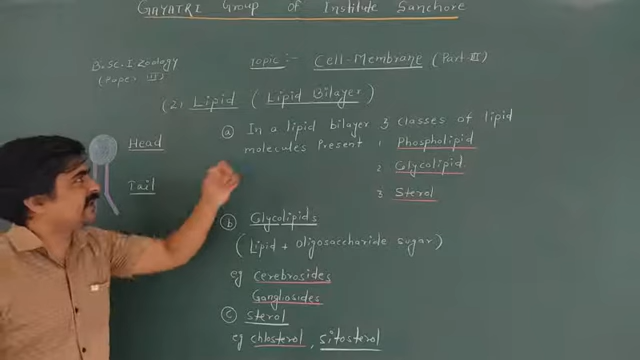 GAYATRI Group of Institute Sanchore
B.Sc. I Zoology
(Paper III)
Topic :- Cell-Membrane (Part-III)
(2) Lipid (Lipid Bilayer)
(a) In a lipid bilayer 3 classes of lipid
molecules Present 1 Phospholipid
2 Glycolipid
3 Sterol
Head
Tail
(b) Glycolipids
(Lipid + Oligosaccharide sugar)
eg Cerebrosides
Gangliosides
(c) Sterol
eg , Sitosterol